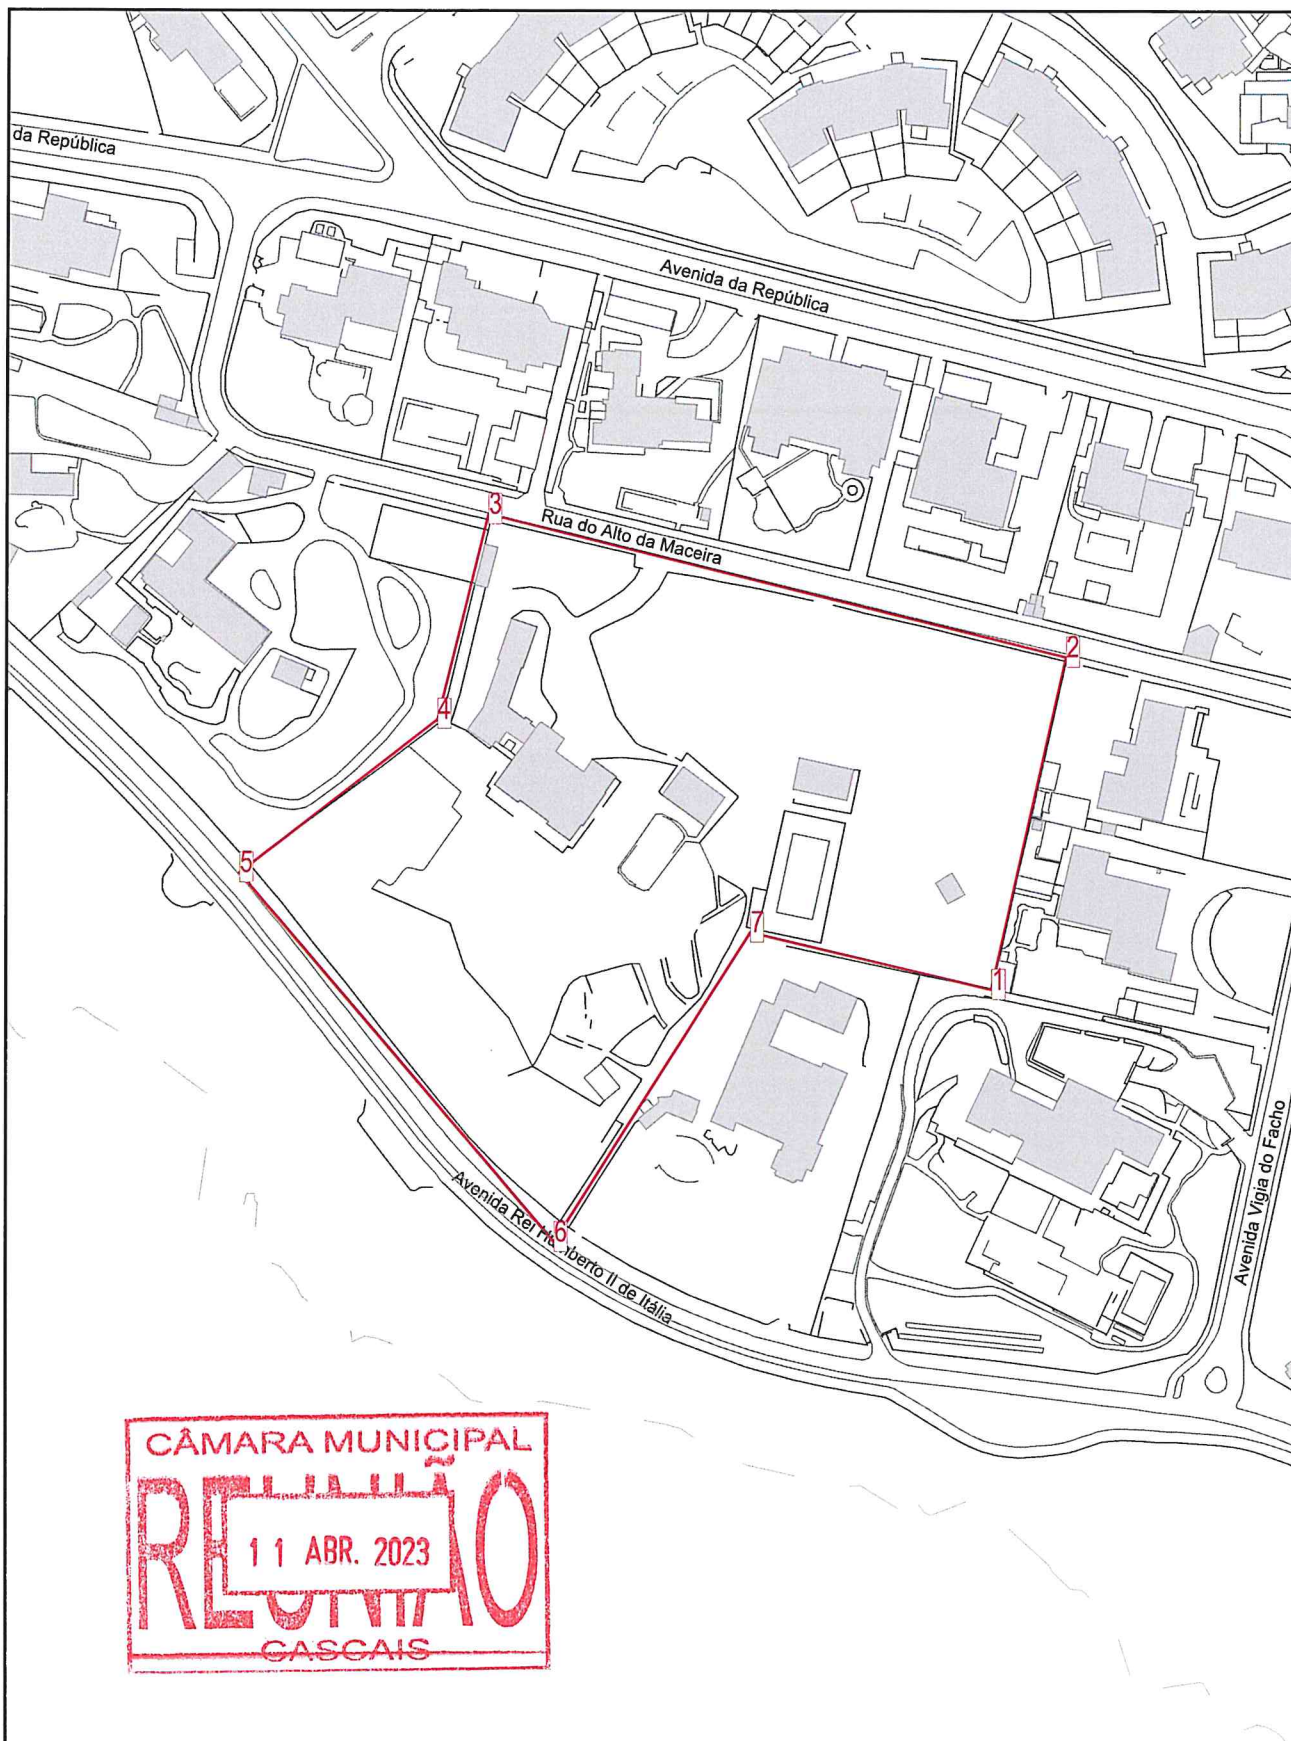 da República
Avenida da República
3
Rua do Alto da Maceira
2
4
5
7
1
Avenida Rei Humberto II de Itália
6
Avenida Vigia do Facho
CÂMARA MUNICIPAL
REUNIÃO
11 ABR. 2023
CASCAIS